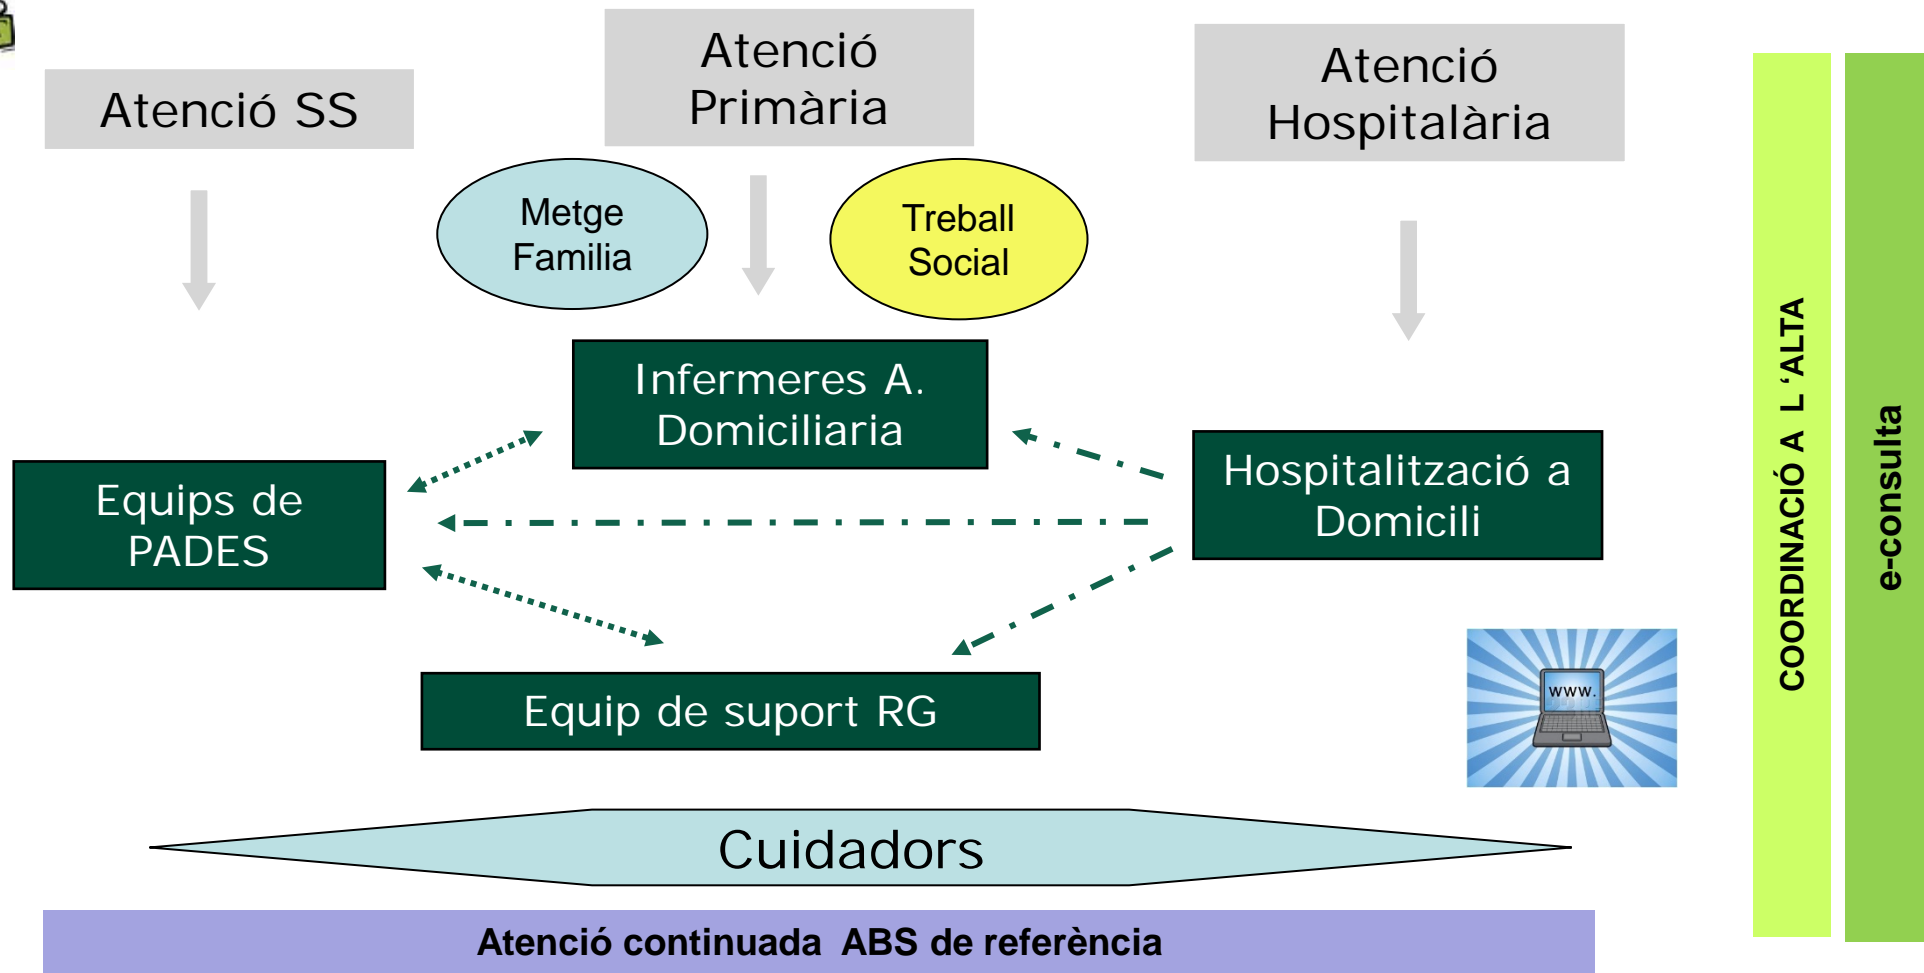 Atenció SS
Atenció
Primària
Atenció
Hospitalària
Metge
Familia
Treball
Social
Infermeres A.
Domiciliaria
Equips de
PADES
Hospitalització a
Domicili
Equip de suport RG
www.
Cuidadors
Atenció continuada  ABS de referència
COORDINACIÓ A L ‘ALTA
e-consulta